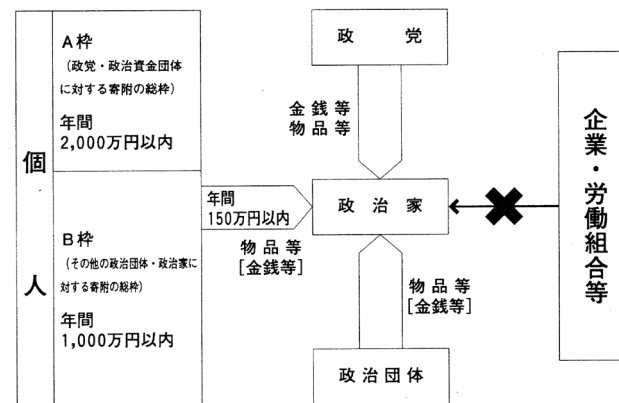 個人
A枠
（政党・政治資金団体
に対する寄附の総枠）
年間
2,000万円以内
B枠
（その他の政治団体・政治家に
対する寄附の総枠）
年間
1,000万円以内
年間
150万円以内
物品等
[金銭等]
政党
金銭等
物品等
政治家
物品等
[金銭等]
政治団体
企業・労働組合等